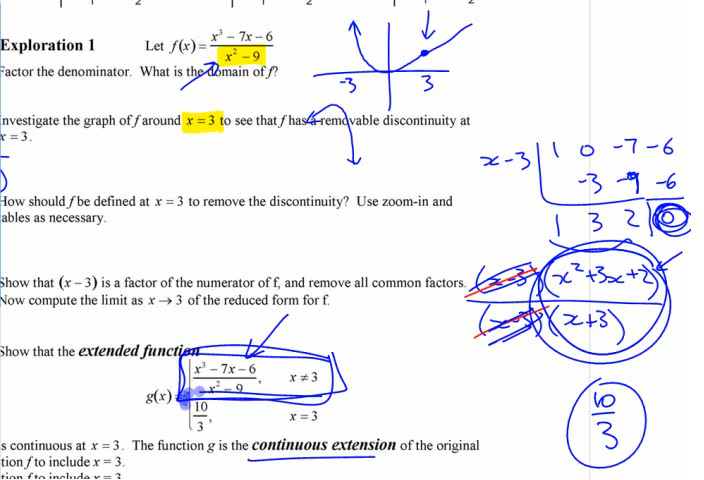 Exploration 1 Let f(x) = (x³ − 7x − 6)/(x² − 9)
Factor the denominator. What is the domain of f?
-3 3
nvestigate the graph of f around x = 3 to see that f has a removable discontinuity at
x = 3.
x-3 | 1 0 -7 -6
-3 -9 -6
1 3 2 0
How should f be defined at x = 3 to remove the discontinuity? Use zoom-in and
ables as necessary.
Show that (x − 3) is a factor of the numerator of f, and remove all common factors.
Now compute the limit as x → 3 of the reduced form for f.
(x-3)(x²+3x+2)
(x-3)(x+3)
Show that the extended function
g(x) = (x³ − 7x − 6)/(x² − 9), x ≠ 3
10/3, x = 3
10/3
s continuous at x = 3. The function g is the continuous extension of the original
tion f to include x = 3.